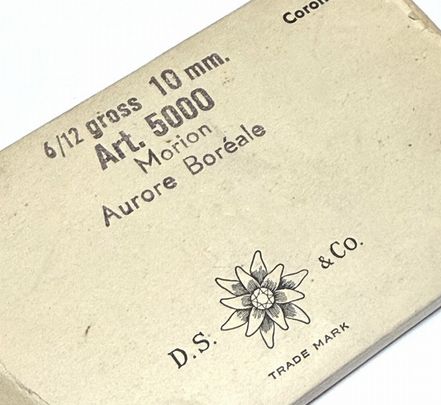 6/12 gross 10 mm.
Art. 5000
Morion
Aurore Boréale
D.S. & Co.
TRADE MARK